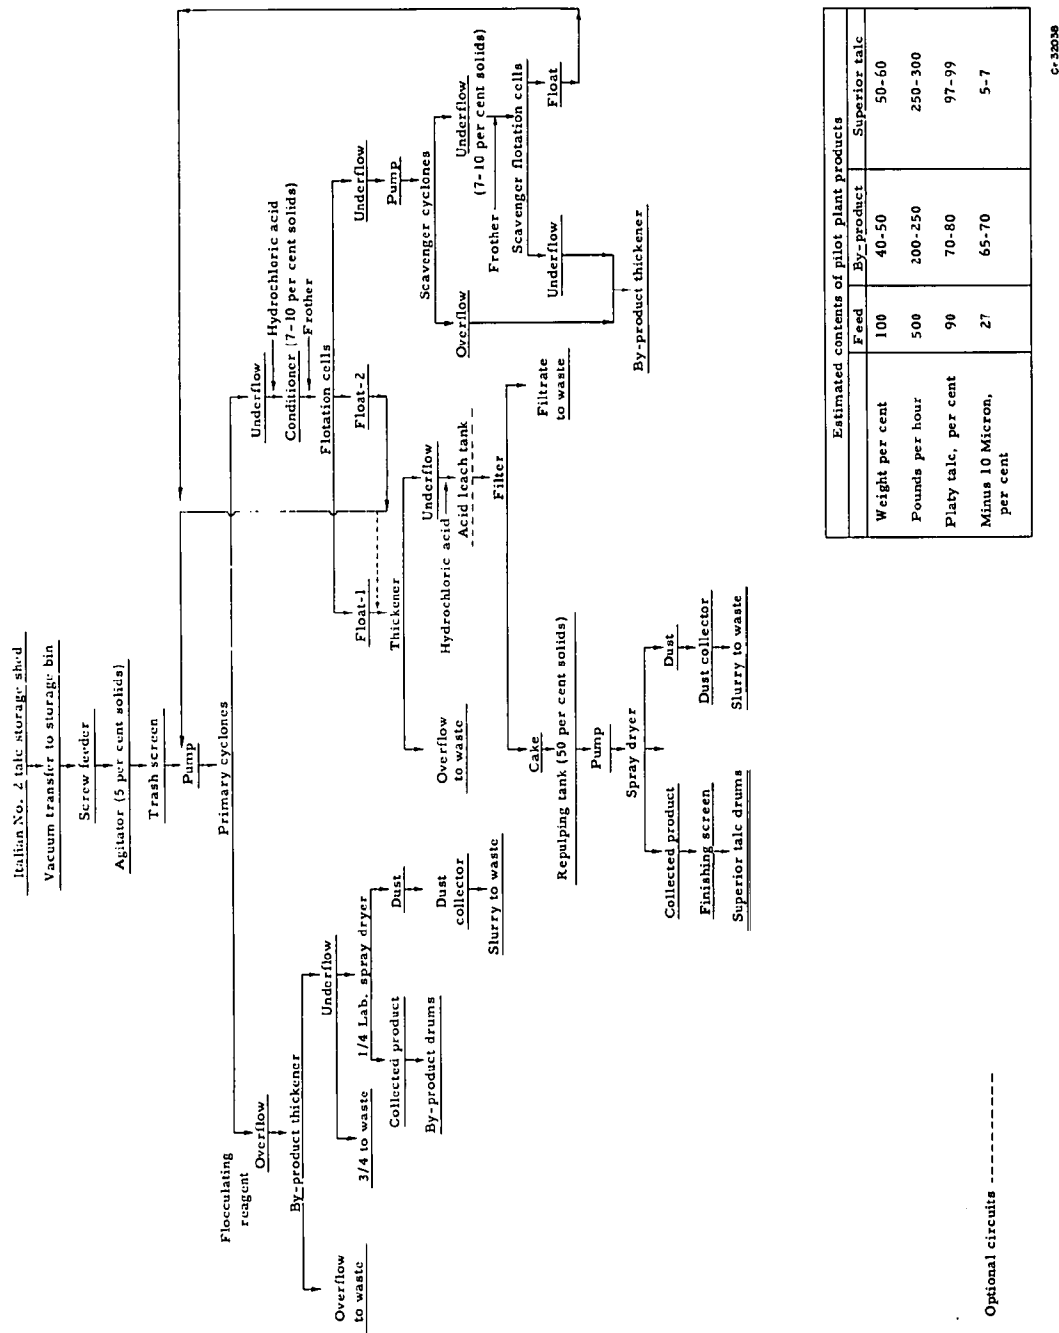 Italian No. 2 talc storage shed
Vacuum transfer to storage bin
Screw feeder
Agitator (5 per cent solids)
Trash screen
Pump
Primary cyclones
Flocculating
reagent
Overflow
By-product thickener
Overflow
to waste
Underflow
3/4 to waste
1/4 Lab. spray dryer
Collected product
By-product drums
Dust
Dust
collector
Slurry to waste
Underflow
Hydrochloric acid
Conditioner (7-10 per cent solids)
Frother
Flotation cells
Float-1
Float-2
Underflow
Thickener
Overflow
to waste
Underflow
Hydrochloric acid
Acid leach tank
Filter
Cake
Filtrate
to waste
Repulping tank (50 per cent solids)
Pump
Spray dryer
Collected product
Finishing screen
Superior talc drums
Dust
Dust collector
Slurry to waste
Pump
Scavenger cyclones
Overflow
Underflow
(7-10 per cent solids)
Frother
Scavenger flotation cells
Underflow
Float
By-product thickener
Optional circuits ----------
Estimated contents of pilot plant products
Feed By-product Superior talc
Weight per cent 100 40-50 50-60
Pounds per hour 500 200-250 250-300
Platy talc, per cent 90 70-80 97-99
Minus 10 Micron, 27 65-70 5-7
per cent
Cr 32038